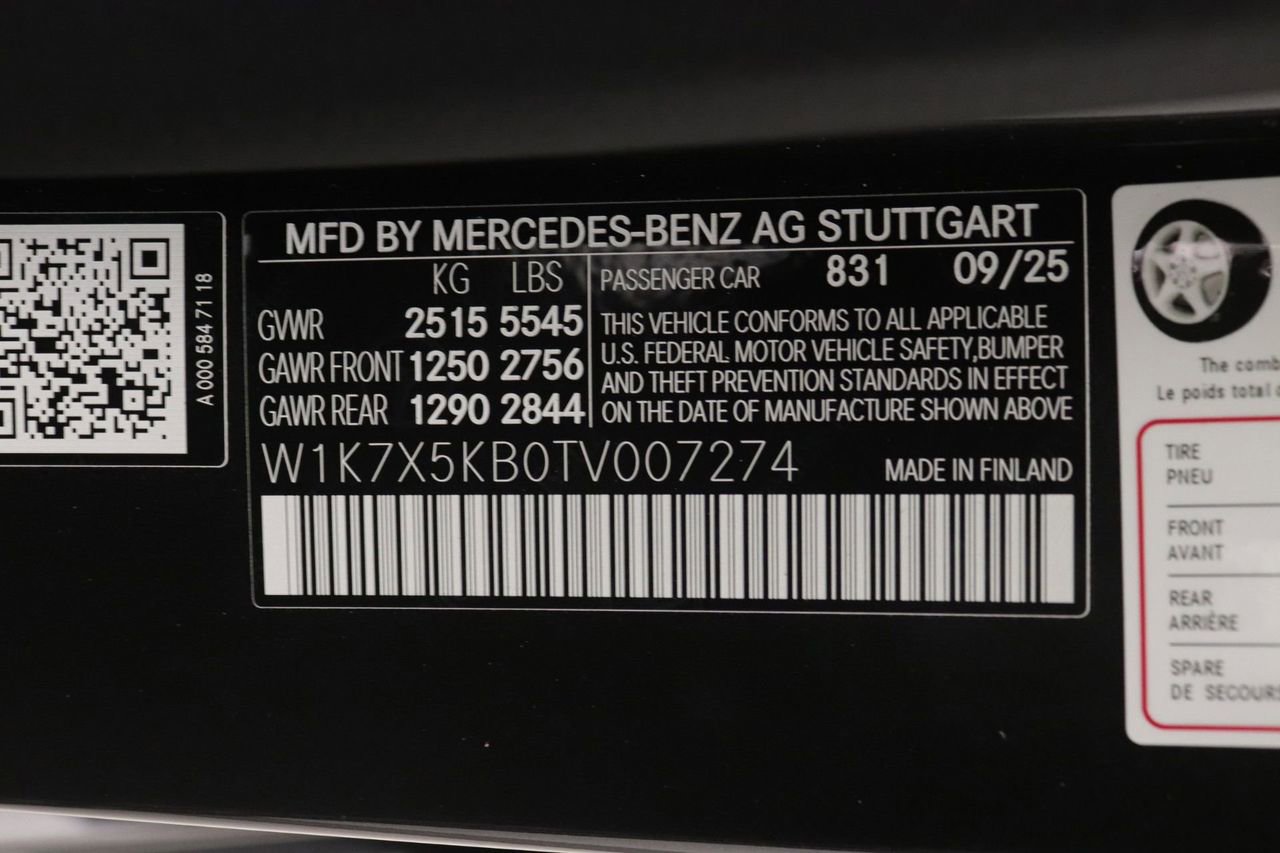 A 000 584 71 18
MFD BY MERCEDES-BENZ AG STUTTGART
KG LBS
GVWR 2515 5545
GAWR FRONT 1250 2756
GAWR REAR 1290 2844
PASSENGER CAR 831 09/25
THIS VEHICLE CONFORMS TO ALL APPLICABLE
U.S. FEDERAL MOTOR VEHICLE SAFETY,BUMPER
AND THEFT PREVENTION STANDARDS IN EFFECT
ON THE DATE OF MANUFACTURE SHOWN ABOVE
W1K7X5KB0TV007274
MADE IN FINLAND
The comb
Le poids total
TIRE
PNEU
FRONT
AVANT
REAR
ARRIÈRE
SPARE
DE SECOURS